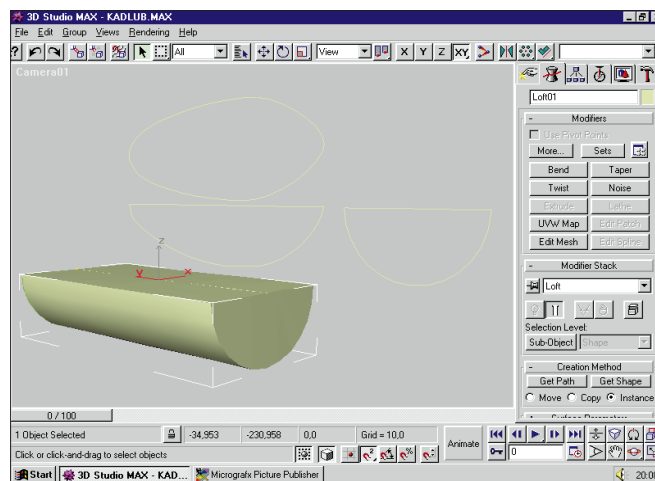 3D Studio MAX - KADLUB.MAX
File Edit Group Views Rendering Help
? All View X Y Z XY
Camera01
Loft01
- Modifiers
Use Pivot Points
More... Sets
Bend Taper
Twist Noise
Extrude Lathe
UVW Map Edit Patch
Edit Mesh Edit Spline
- Modifier Stack
Loft
Selection Level:
Sub-Object Shape
- Creation Method
Get Path Get Shape
Move Copy Instance
+ Surface Parameters
z
y x
0 / 100
1 Object Selected -34,953 -230,958 0,0 Grid = 10,0 Animate
Click or click-and-drag to select objects 0
Start 3D Studio MAX - KAD... Micrografx Picture Publisher